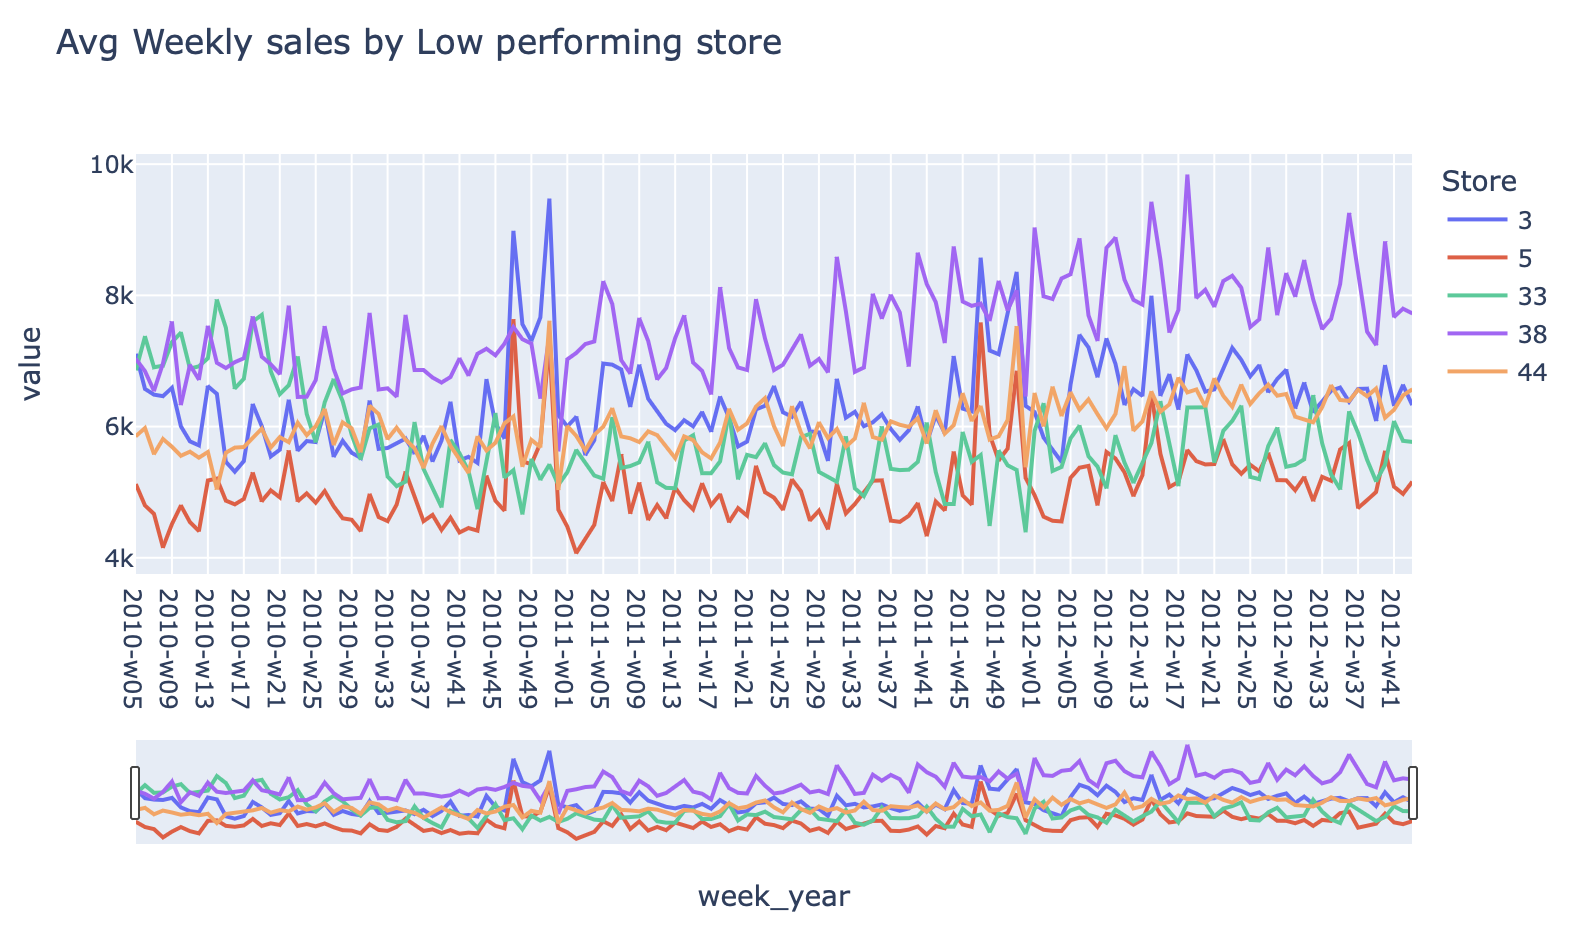 Avg Weekly sales by Low performing store
10k
8k
6k
4k
value
2010-w05
2010-w09
2010-w13
2010-w17
2010-w21
2010-w25
2010-w29
2010-w33
2010-w37
2010-w41
2010-w45
2010-w49
2011-w01
2011-w05
2011-w09
2011-w13
2011-w17
2011-w21
2011-w25
2011-w29
2011-w33
2011-w37
2011-w41
2011-w45
2011-w49
2012-w01
2012-w05
2012-w09
2012-w13
2012-w17
2012-w21
2012-w25
2012-w29
2012-w33
2012-w37
2012-w41
week_year
Store
3
5
33
38
44